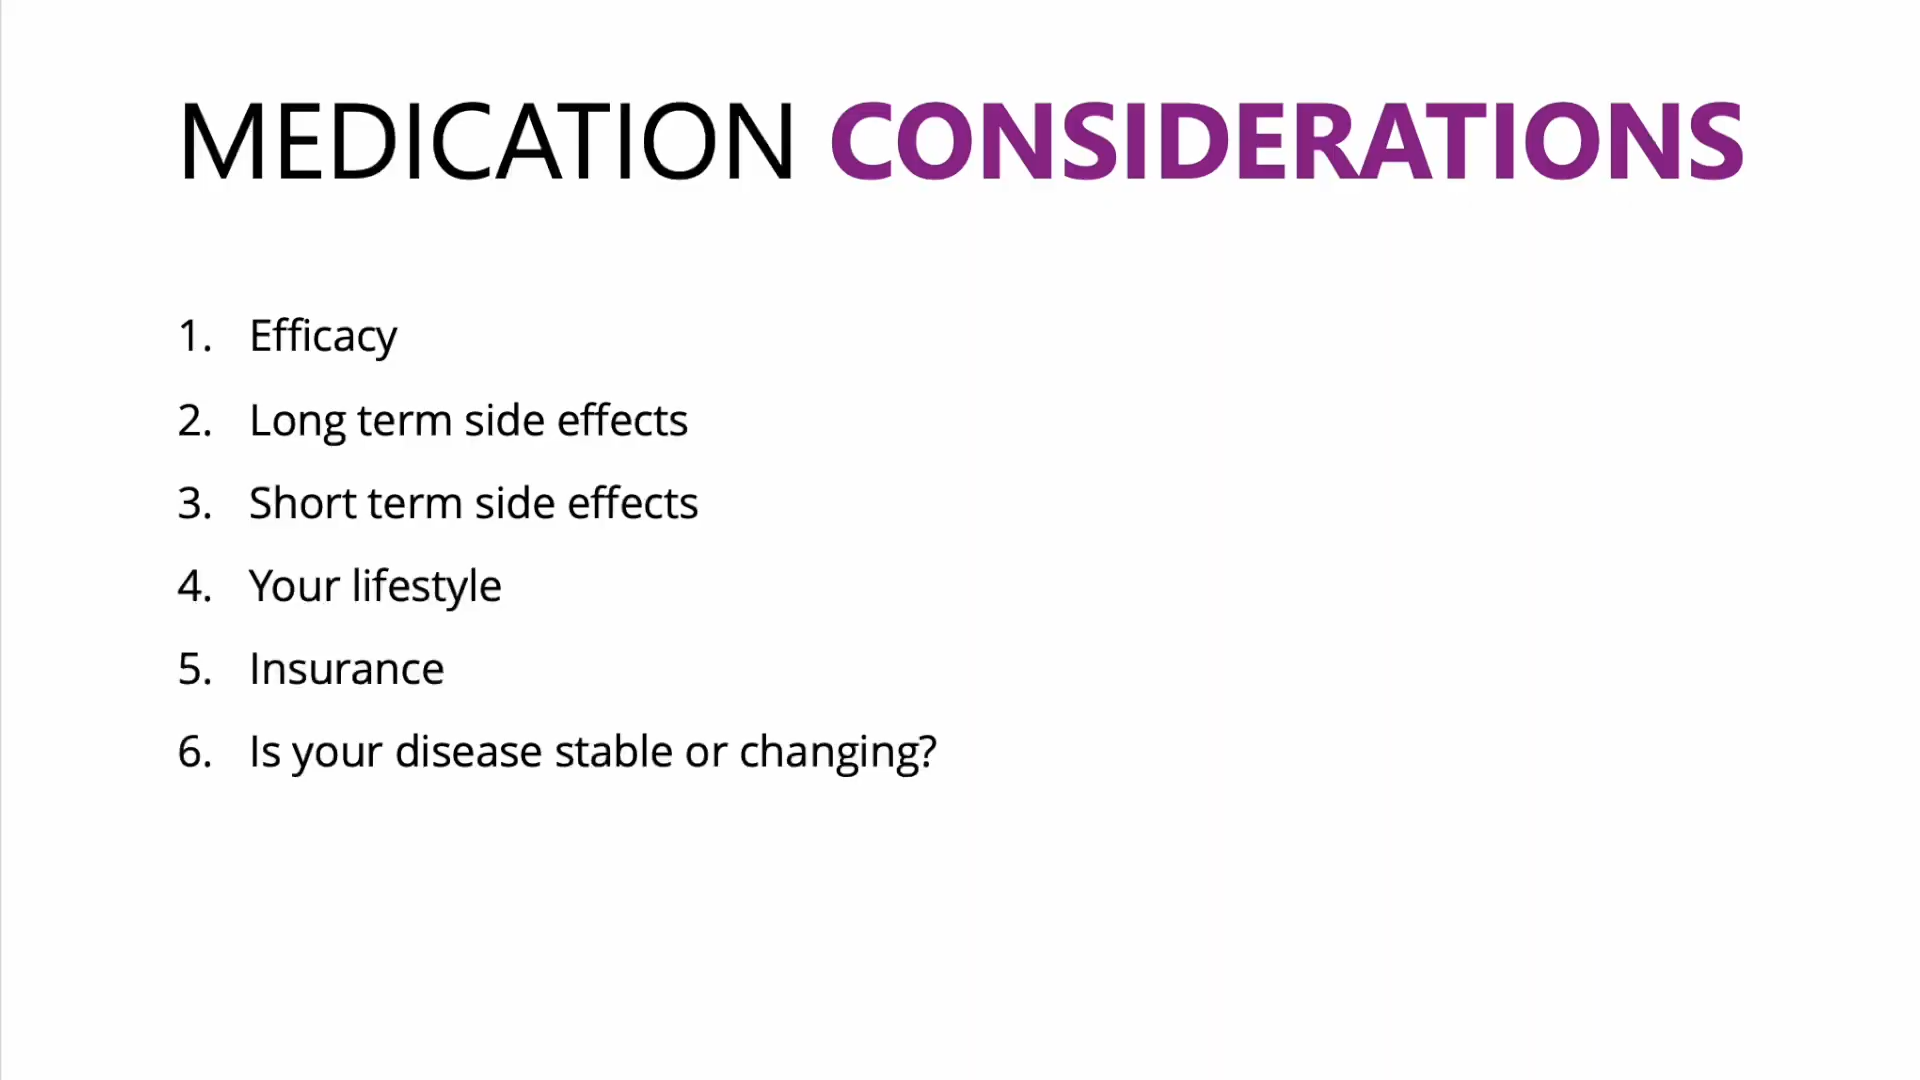 MEDICATION CONSIDERATIONS
1. Efficacy
2. Long term side effects
3. Short term side effects
4. Your lifestyle
5. Insurance
6. Is your disease stable or changing?